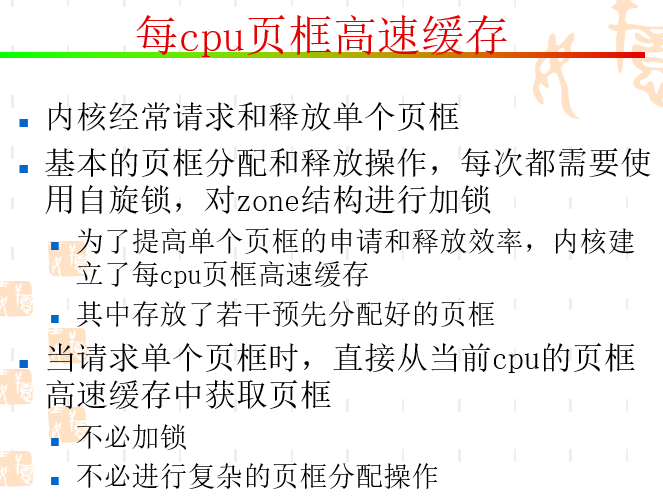 每cpu页框高速缓存
内核经常请求和释放单个页框
基本的页框分配和释放操作，每次都需要使
用自旋锁，对zone结构进行加锁
为了提高单个页框的申请和释放效率，内核建
立了每cpu页框高速缓存
其中存放了若干预先分配好的页框
当请求单个页框时，直接从当前cpu的页框
高速缓存中获取页框
不必加锁
不必进行复杂的页框分配操作